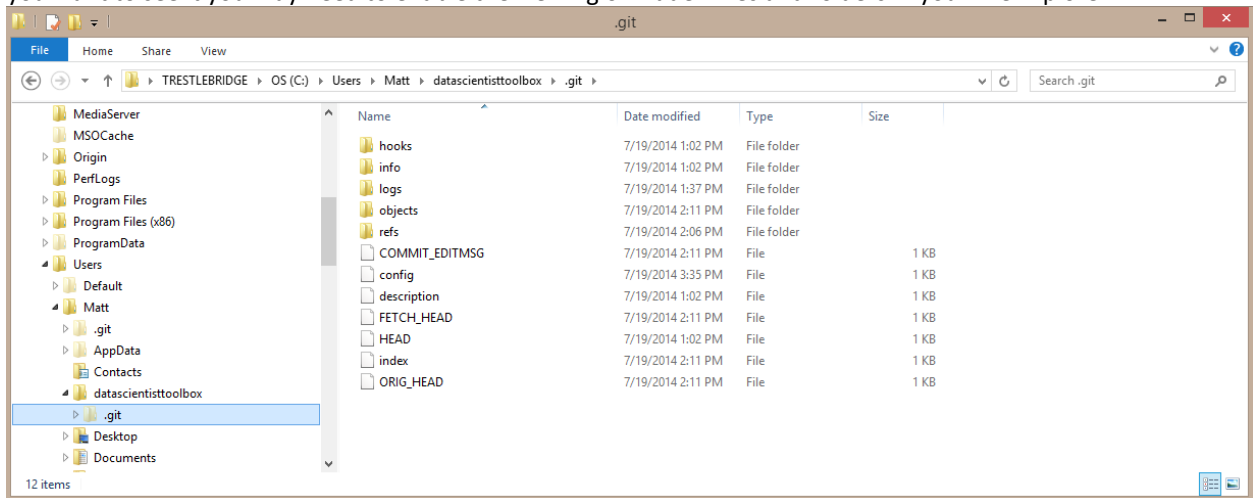 .git
File Home Share View
TRESTLEBRIDGE OS (C:) Users Matt datascientisttoolbox .git Search .git
MediaServer
MSOCache
Origin
PerfLogs
Program Files
Program Files (x86)
ProgramData
Users
Default
Matt
.git
AppData
Contacts
datascientisttoolbox
.git
Desktop
Documents
Name Date modified Type Size
hooks 7/19/2014 1:02 PM File folder
info 7/19/2014 1:02 PM File folder
logs 7/19/2014 1:37 PM File folder
objects 7/19/2014 2:11 PM File folder
refs 7/19/2014 2:06 PM File folder
COMMIT_EDITMSG 7/19/2014 2:11 PM File 1 KB
config 7/19/2014 3:35 PM File 1 KB
description 7/19/2014 1:02 PM File 1 KB
FETCH_HEAD 7/19/2014 2:11 PM File 1 KB
HEAD 7/19/2014 1:02 PM File 1 KB
index 7/19/2014 2:11 PM File 1 KB
ORIG_HEAD 7/19/2014 2:11 PM File 1 KB
12 items